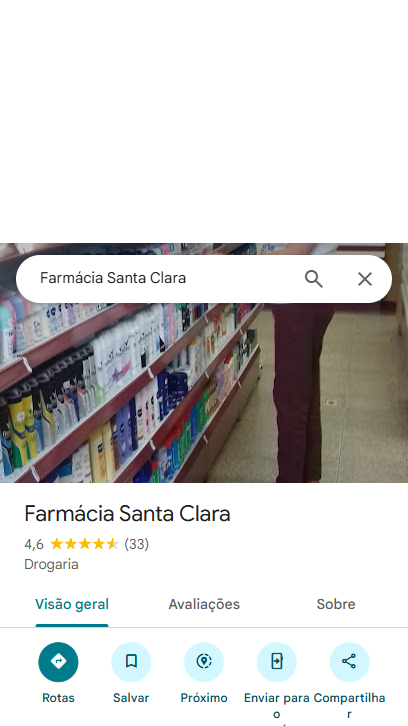 Farmácia Santa Clara
Farmácia Santa Clara
4,6 (33)
Drogaria
Visão geral Avaliações Sobre
Rotas Salvar Próximo Enviar para o Compartilhar